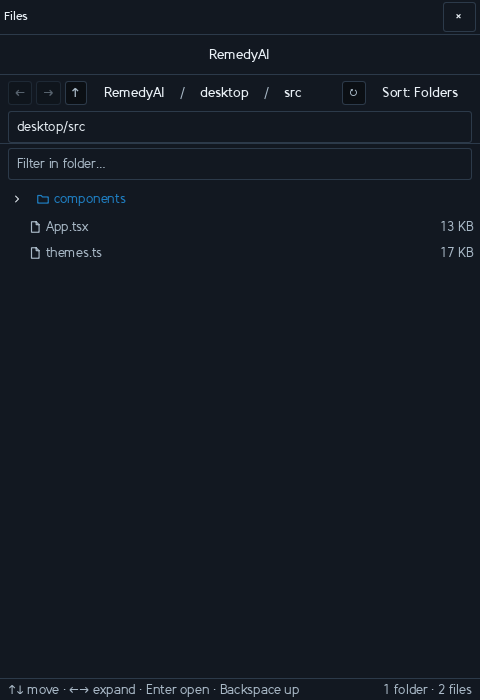 Files ×
RemedyAI
← → ↑ RemedyAI / desktop / src ↻ Sort: Folders
desktop/src
Filter in folder...
› components
App.tsx 13 KB
themes.ts 17 KB
↑↓ move · ←→ expand · Enter open · Backspace up 1 folder · 2 files